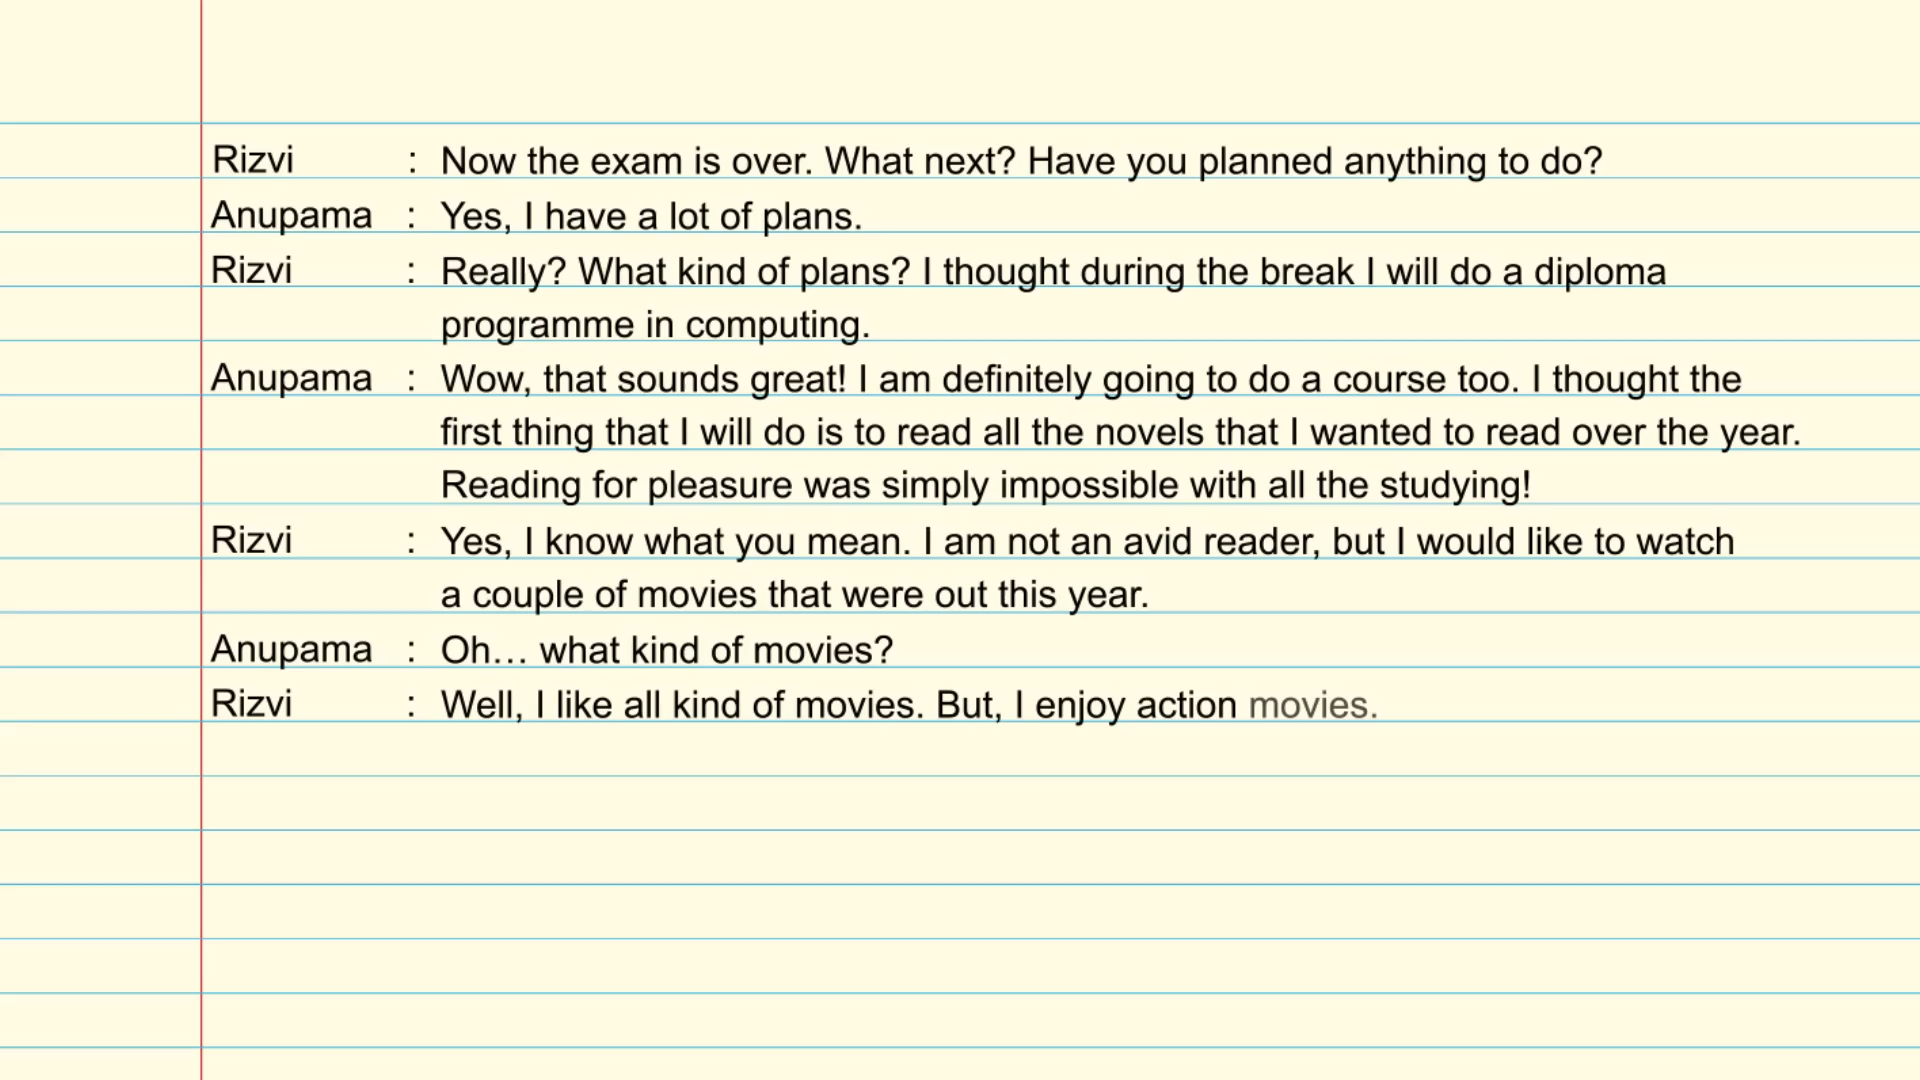 Rizvi : Now the exam is over. What next? Have you planned anything to do?
Anupama : Yes, I have a lot of plans.
Rizvi : Really? What kind of plans? I thought during the break I will do a diploma
programme in computing.
Anupama : Wow, that sounds great! I am definitely going to do a course too. I thought the
first thing that I will do is to read all the novels that I wanted to read over the year.
Reading for pleasure was simply impossible with all the studying!
Rizvi : Yes, I know what you mean. I am not an avid reader, but I would like to watch
a couple of movies that were out this year.
Anupama : Oh… what kind of movies?
Rizvi : Well, I like all kind of movies. But, I enjoy action movies.